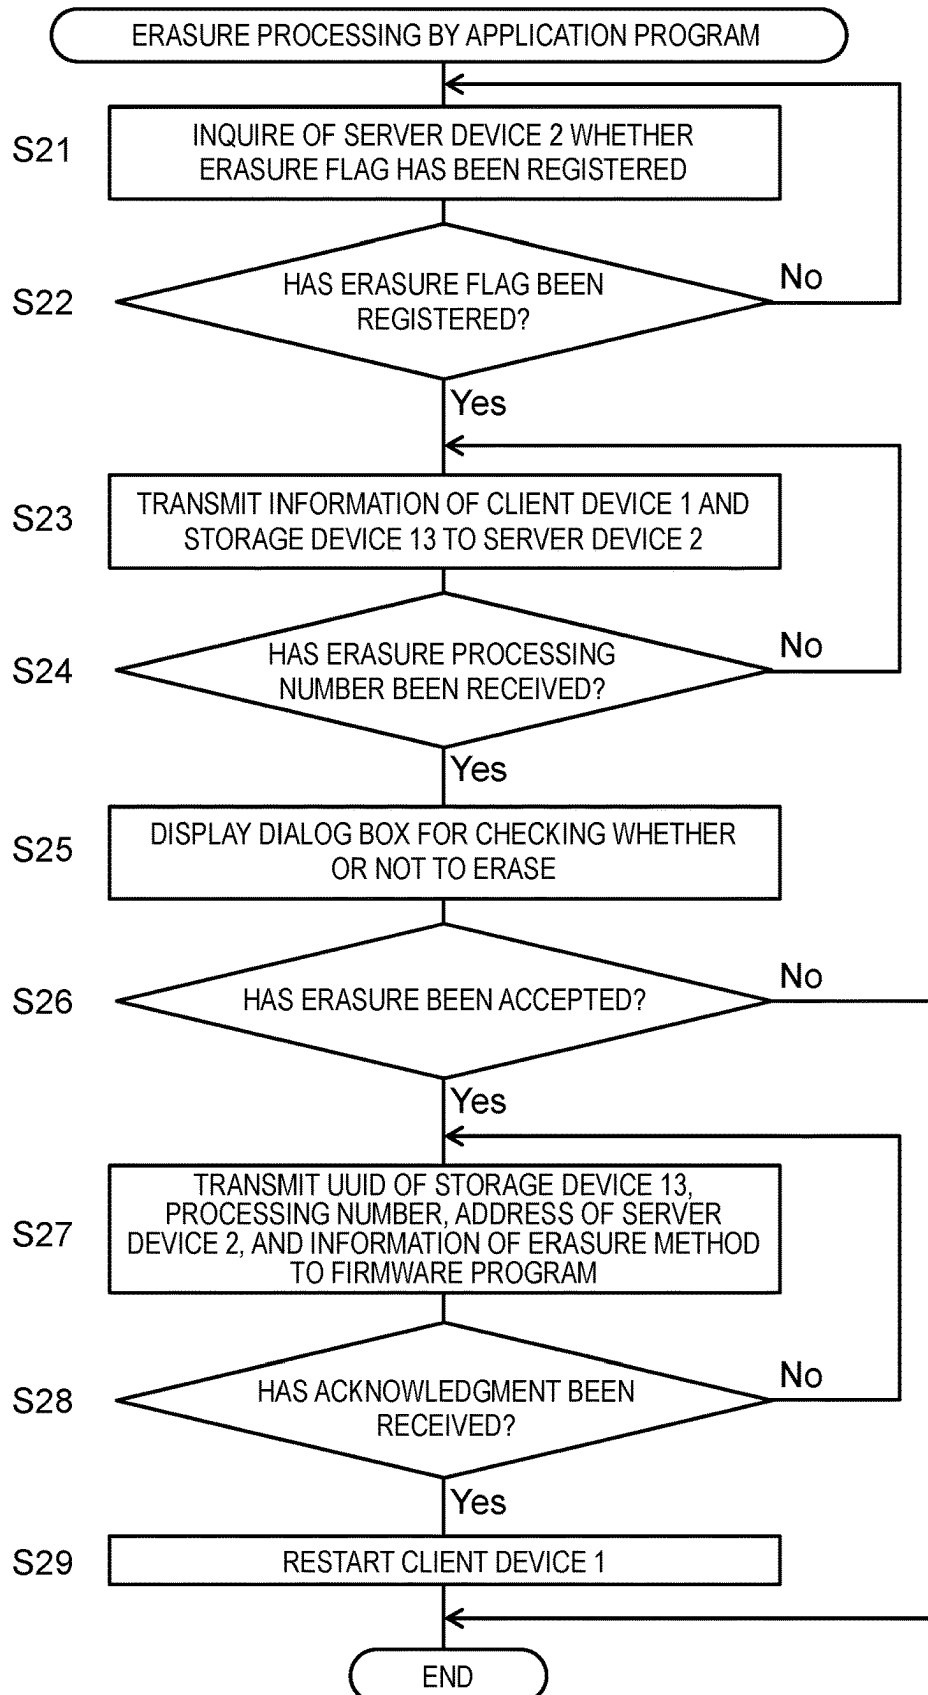 ERASURE PROCESSING BY APPLICATION PROGRAM
S21
INQUIRE OF SERVER DEVICE 2 WHETHER
ERASURE FLAG HAS BEEN REGISTERED
S22
HAS ERASURE FLAG BEEN
REGISTERED?
No
Yes
S23
TRANSMIT INFORMATION OF CLIENT DEVICE 1 AND
STORAGE DEVICE 13 TO SERVER DEVICE 2
S24
HAS ERASURE PROCESSING
NUMBER BEEN RECEIVED?
No
Yes
S25
DISPLAY DIALOG BOX FOR CHECKING WHETHER
OR NOT TO ERASE
S26
HAS ERASURE BEEN ACCEPTED?
No
Yes
S27
TRANSMIT UUID OF STORAGE DEVICE 13,
PROCESSING NUMBER, ADDRESS OF SERVER
DEVICE 2, AND INFORMATION OF ERASURE METHOD
TO FIRMWARE PROGRAM
S28
HAS ACKNOWLEDGMENT BEEN
RECEIVED?
No
Yes
S29
RESTART CLIENT DEVICE 1
END